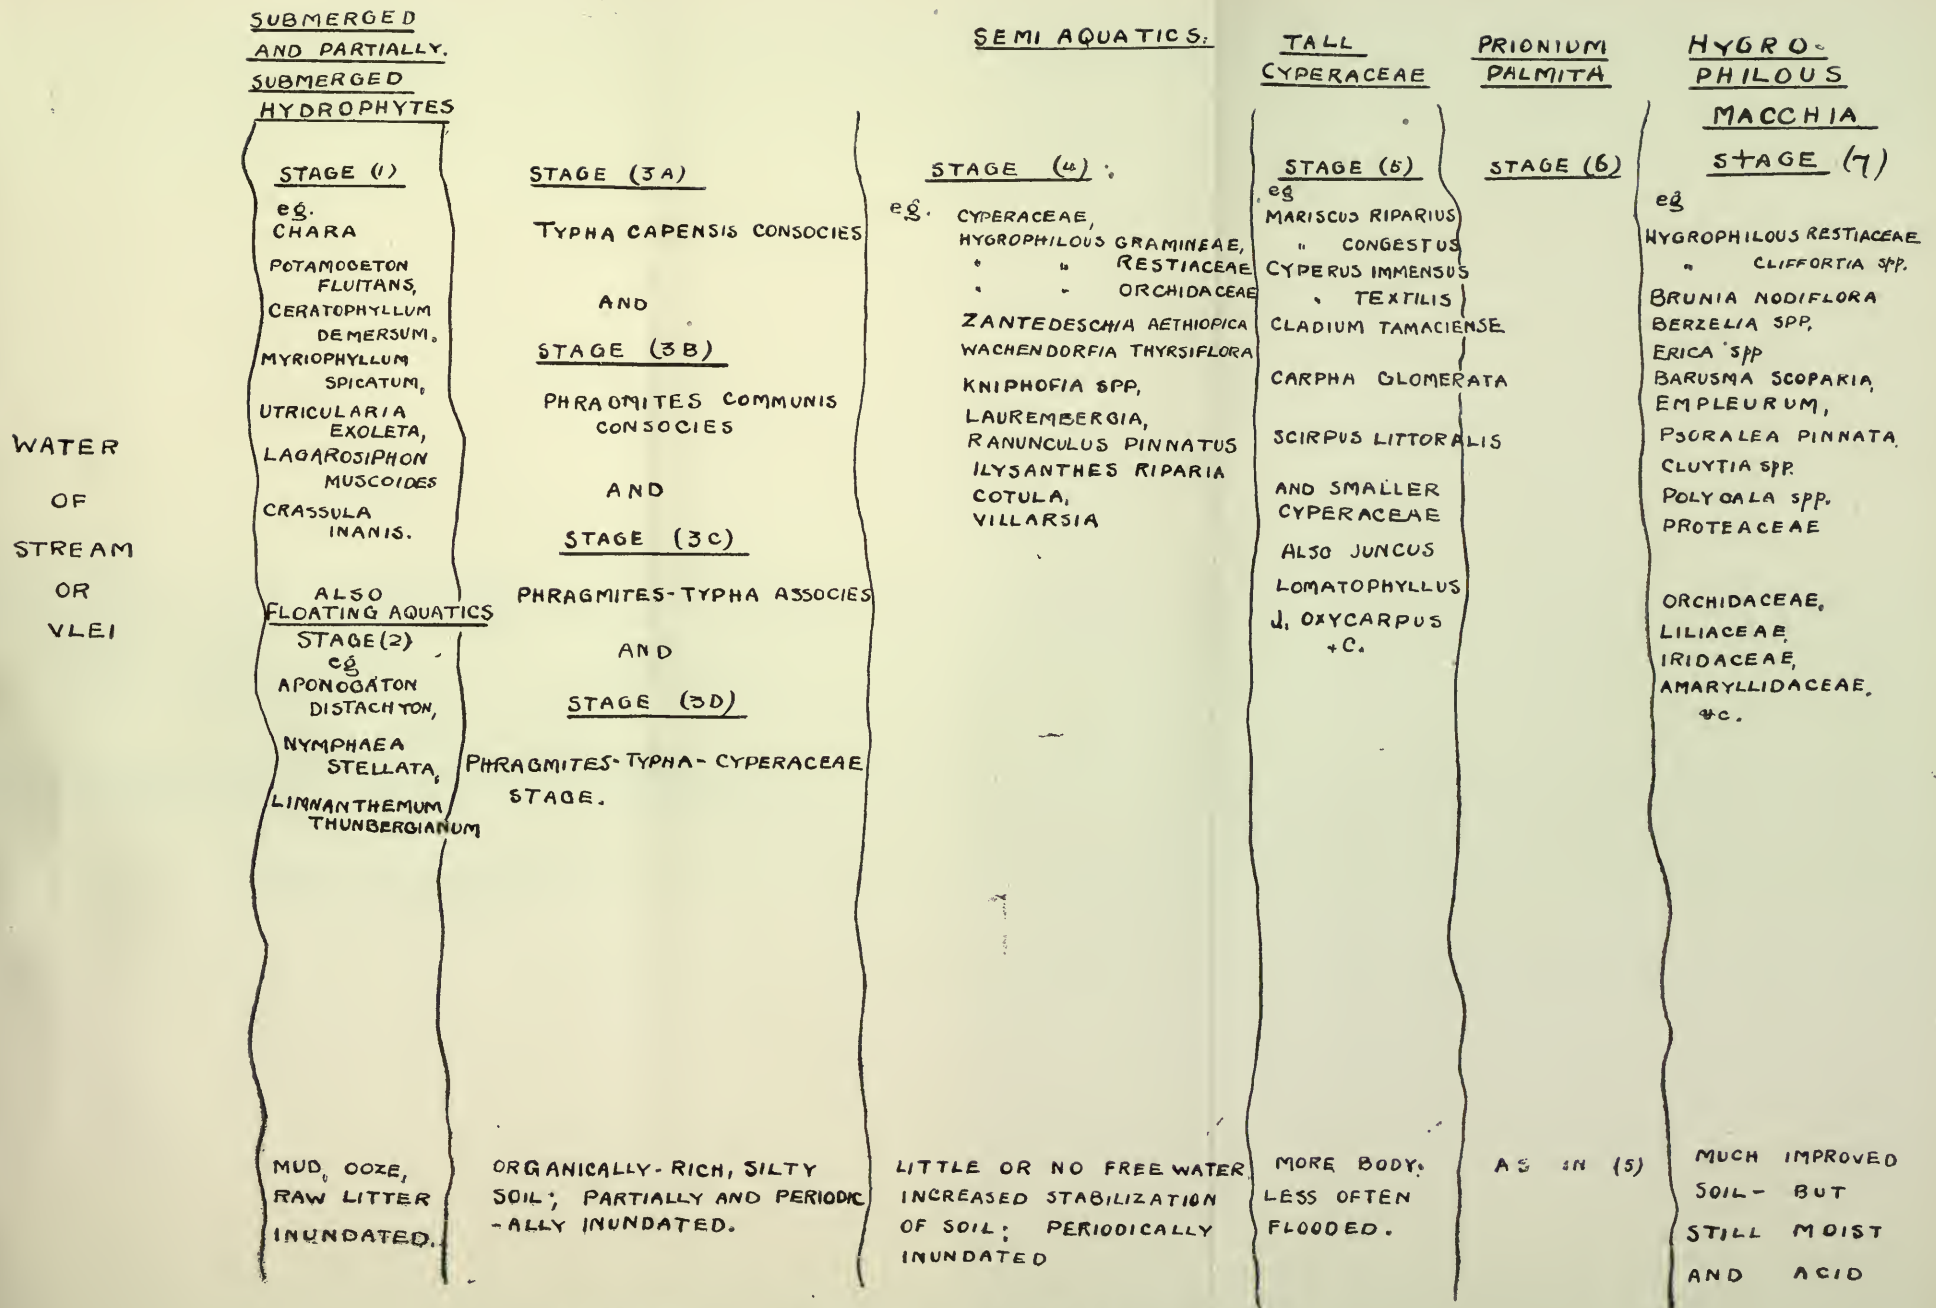 WATER
OF
STREAM
OR
VLEI
SUBMERGED
AND PARTIALLY.
SUBMERGED
HYDROPHYTES
STAGE (1)
eg.
CHARA
POTAMOGETON
FLUITANS,
CERATOPHYLLUM
DEMERSUM.
MYRIOPHYLLUM
SPICATUM,
UTRICULARIA
EXOLETA,
LAGAROSIPHON
MUSCOIDES
CRASSULA
INANIS.
ALSO
FLOATING AQUATICS
STAGE (2)
eg
APONOGATON
DISTACHYON,
NYMPHAEA
STELLATA,
LIMNANTHEMUM
THUNBERGIANUM
MUD, OOZE,
RAW LITTER
INUNDATED.
STAGE (3A)
TYPHA CAPENSIS CONSOCIES
AND
STAGE (3B)
PHRAGMITES COMMUNIS
CONSOCIES
AND
STAGE (3C)
PHRAGMITES-TYPHA ASSOCIES
AND
STAGE (3D)
PHRAGMITES-TYPHA-CYPERACEAE
STAGE.
ORGANICALLY-RICH, SILTY
SOIL; PARTIALLY AND PERIODIC
-ALLY INUNDATED.
SEMI AQUATICS:
STAGE (4):
eg. CYPERACEAE,
HYGROPHILOUS GRAMINEAE,
" " RESTIACEAE
" " ORCHIDACEAE
ZANTEDESCHIA AETHIOPICA
WACHENDORFIA THYRSIFLORA
KNIPHOFIA SPP,
LAUREMBERGIA,
RANUNCULUS PINNATUS
ILYSANTHES RIPARIA
COTULA,
VILLARSIA
LITTLE OR NO FREE WATER
INCREASED STABILIZATION
OF SOIL; PERIODICALLY
INUNDATED
TALL
CYPERACEAE
STAGE (5)
eg
MARISCUS RIPARIUS
" CONGESTUS
CYPERUS IMMENSUS
" TEXTILIS
CLADIUM TAMACIENSE
CARPHA GLOMERATA
SCIRPUS LITTORALIS
AND SMALLER
CYPERACEAE
ALSO JUNCUS
LOMATOPHYLLUS
J. OXYCARPUS
+C.
MORE BODY.
LESS OFTEN
FLOODED.
PRIONIUM
PALMITA
STAGE (6)
AS IN (5)
HYGRO-
PHILOUS
MACCHIA
STAGE (7)
eg
HYGROPHILOUS RESTIACEAE
" CLIFFORTIA SPP.
BRUNIA NODIFLORA
BERZELIA SPP,
ERICA SPP
BARUSMA SCOPARIA,
EMPLEURUM,
PSORALEA PINNATA,
CLUYTIA SPP.
POLYGALA SPP.
PROTEACEAE
ORCHIDACEAE,
LILIACEAE,
IRIDACEAE,
AMARYLLIDACEAE,
&c.
MUCH IMPROVED
SOIL - BUT
STILL MOIST
AND ACID